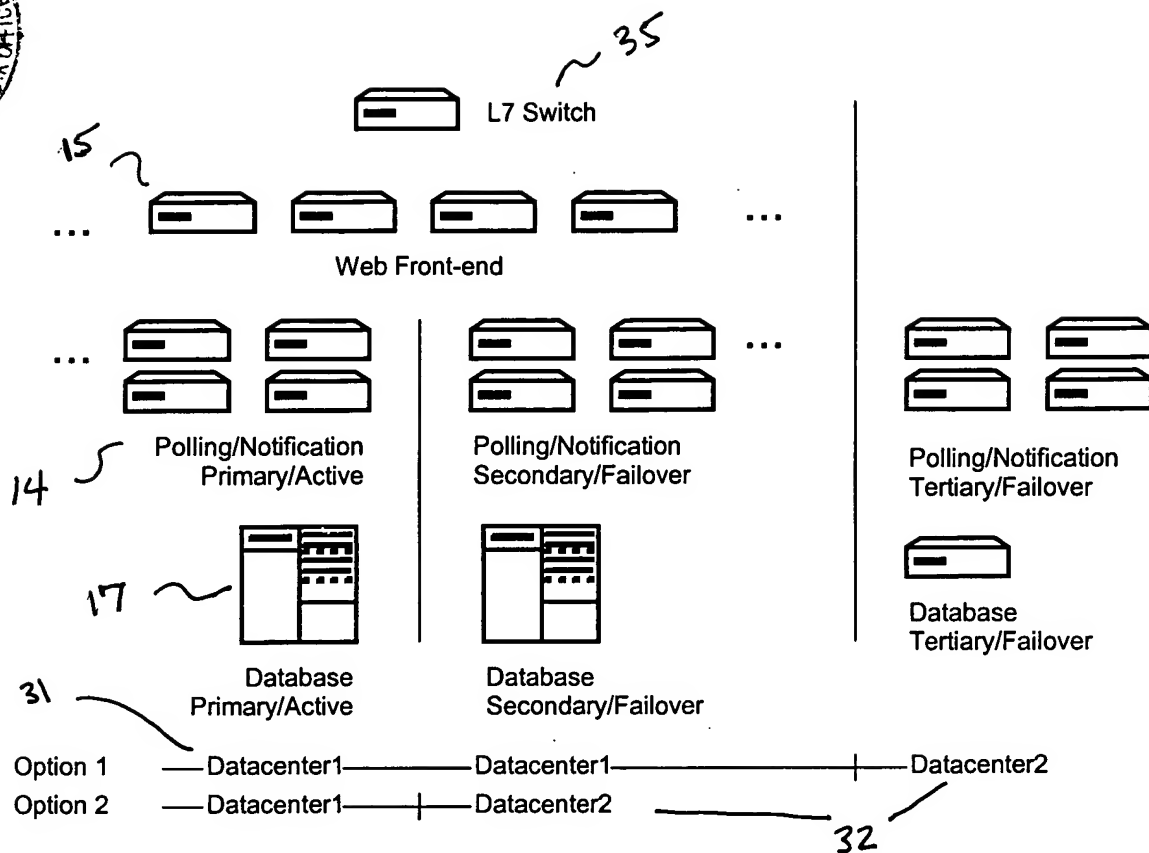 35
L7 Switch
15
... ...
Web Front-end
... ...
Polling/Notification
Primary/Active
Polling/Notification
Secondary/Failover
Polling/Notification
Tertiary/Failover
14
17
Database
Primary/Active
Database
Secondary/Failover
Database
Tertiary/Failover
31
Option 1 Datacenter1 Datacenter1 Datacenter2
Option 2 Datacenter1 Datacenter2
32